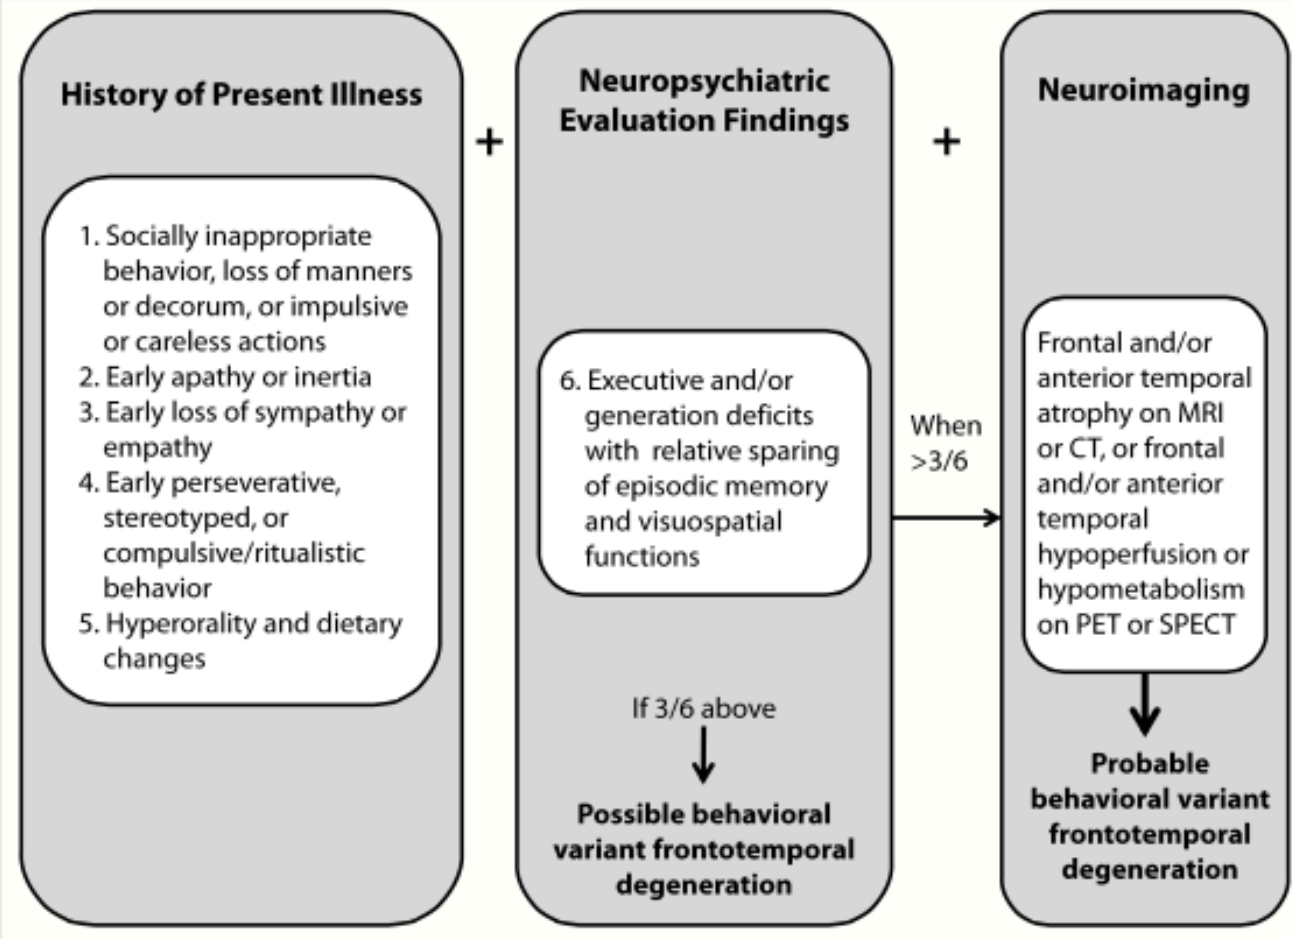 History of Present Illness
1. Socially inappropriate
behavior, loss of manners
or decorum, or impulsive
or careless actions
2. Early apathy or inertia
3. Early loss of sympathy or
empathy
4. Early perseverative,
stereotyped, or
compulsive/ritualistic
behavior
5. Hyperorality and dietary
changes
+
Neuropsychiatric
Evaluation Findings
6. Executive and/or
generation deficits
with relative sparing
of episodic memory
and visuospatial
functions
If 3/6 above
Possible behavioral
variant frontotemporal
degeneration
+
When
>3/6
Neuroimaging
Frontal and/or
anterior temporal
atrophy on MRI
or CT, or frontal
and/or anterior
temporal
hypoperfusion or
hypometabolism
on PET or SPECT
Probable
behavioral variant
frontotemporal
degeneration